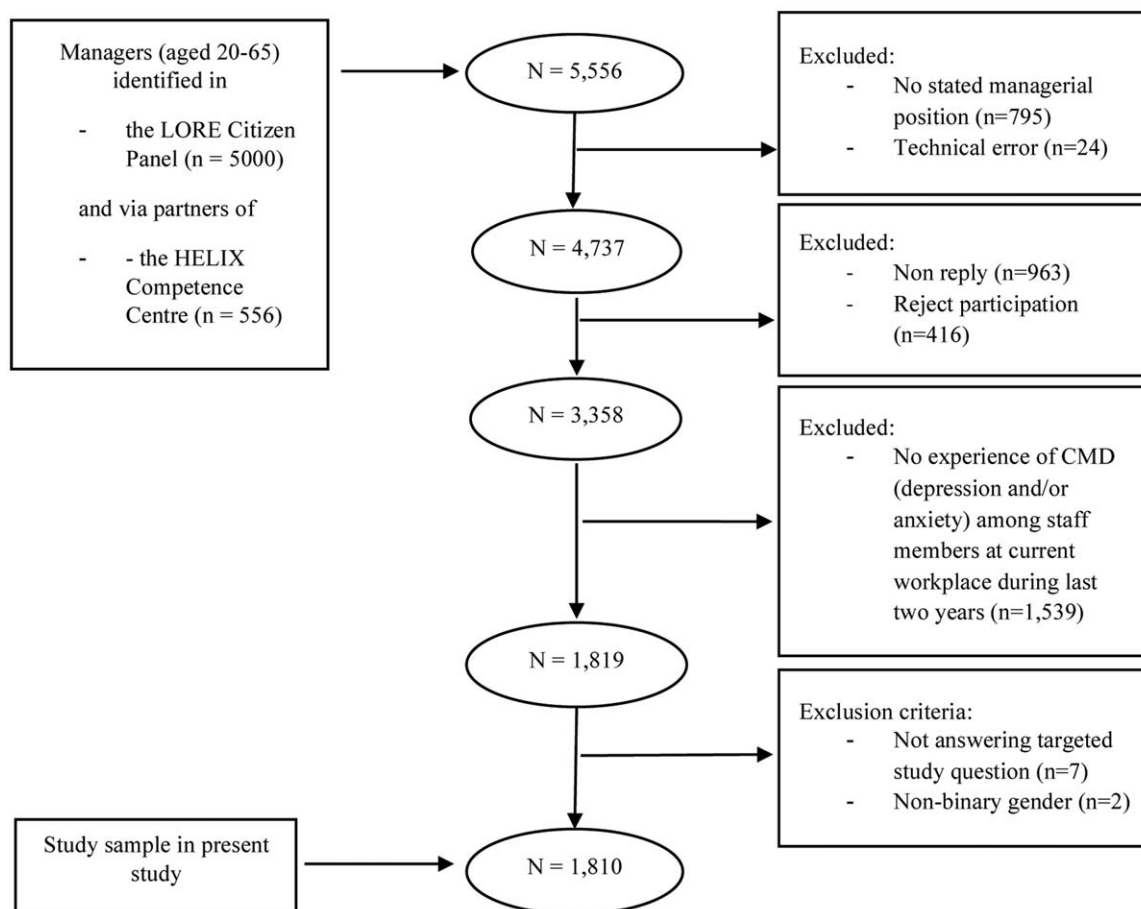 Managers (aged 20-65)
identified in
- the LORE Citizen
Panel (n = 5000)
and via partners of
- - the HELIX
Competence
Centre (n = 556)
N = 5,556
Excluded:
- No stated managerial
position (n=795)
- Technical error (n=24)
N = 4,737
Excluded:
- Non reply (n=963)
- Reject participation
(n=416)
N = 3,358
Excluded:
- No experience of CMD
(depression and/or
anxiety) among staff
members at current
workplace during last
two years (n=1,539)
N = 1,819
Exclusion criteria:
- Not answering targeted
study question (n=7)
- Non-binary gender (n=2)
Study sample in present
study
N = 1,810